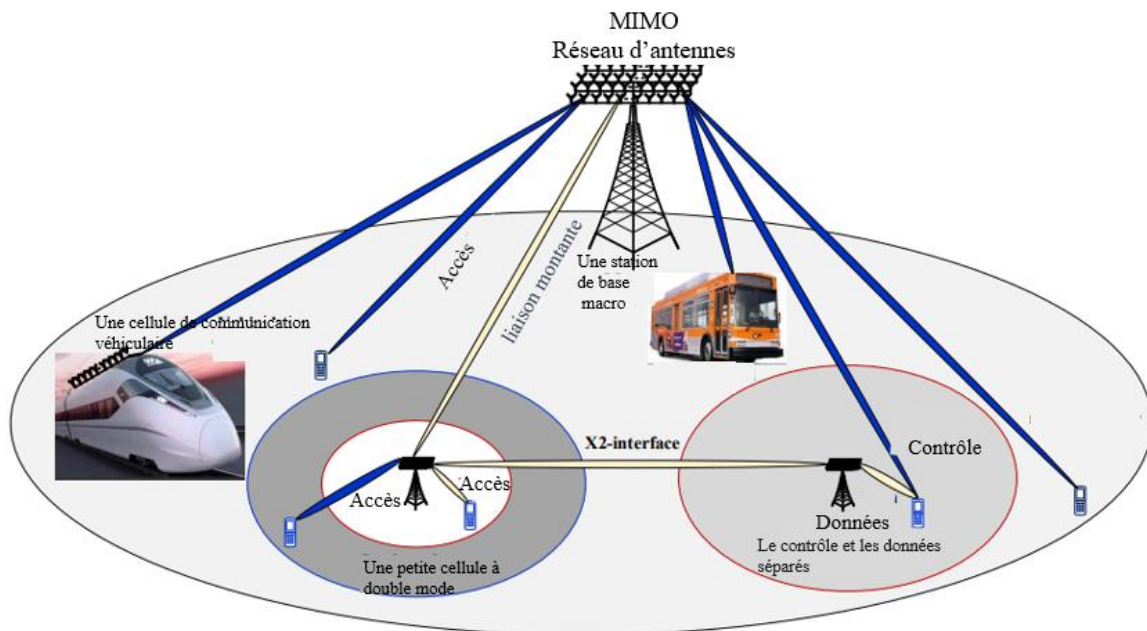 MIMO
Réseau d'antennes
Accès
liaison montante
Une station
de base
macro
Une cellule de communication
véhiculaire
X2-interface
Contrôle
Accès
Accès
Données
Une petite cellule à
double mode
Le contrôle et les données
séparés